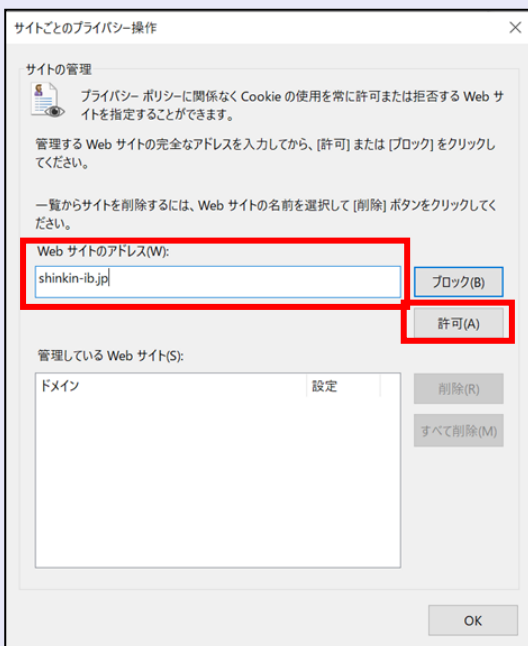 サイトごとのプライバシー操作
サイトの管理
プライバシー ポリシーに関係なく Cookie の使用を常に許可または拒否する Web サ
イトを指定することができます。
管理する Web サイトの完全なアドレスを入力してから、[許可] または [ブロック] をクリックし
てください。
一覧からサイトを削除するには、Web サイトの名前を選択して [削除] ボタンをクリックしてく
ださい。
Web サイトのアドレス(W):
shinkin-ib.jp
ブロック(B)
許可(A)
管理している Web サイト(S):
ドメイン 設定
削除(R)
すべて削除(M)
OK